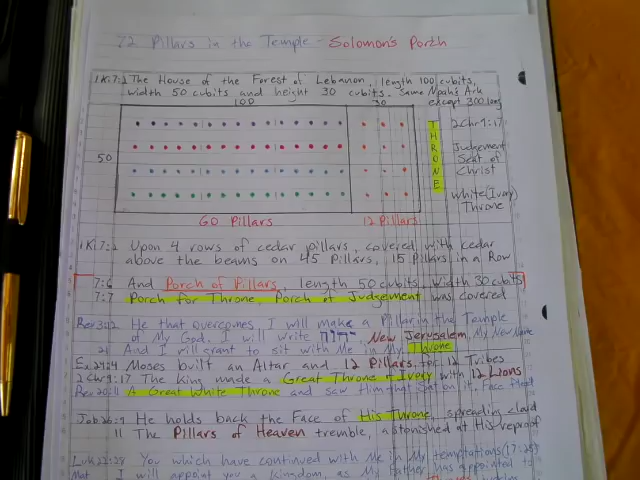 72 Pillars in the Temple - Solomon's Porch
1Ki7:2 The House of the Forest of Lebanon, length 100 cubits,
width 50 cubits and height 30 cubits. Same Noah's Ark
except 300 long
100
30
50
THRONE
2Chr9:17
Judgement
Seat of
Christ
White(Ivory)
Throne
60 Pillars
12 Pillars
1Ki7:2 Upon 4 rows of cedar pillars, covered with cedar
above the beams on 45 Pillars, 15 Pillars in a Row
7:6 And Porch of Pillars, length 50 cubits, width 30 cubits
7:7 Porch for Throne, Porch of Judgement was covered
Rev3:12 He that overcomes I will make a Pillar in the Temple
of My God. I will write יהוה, New Jerusalem My New Name
21 And I will grant to sit with Me in My Throne
Ex24:4 Moses built an Altar and 12 Pillars for 12 Tribes
2Chr9:17 The King made a Great Throne of Ivory with 12 Lions
Rev20:11 A Great White Throne and saw Him that Sat on it, Face fled
Job26:9 He holds back the Face of His Throne, spreading cloud
11 The Pillars of Heaven tremble, astonished at His reproof
Luk22:28 You which have continued with Me in My temptations
Mat I will appoint you a kingdom, as My Father has appointed